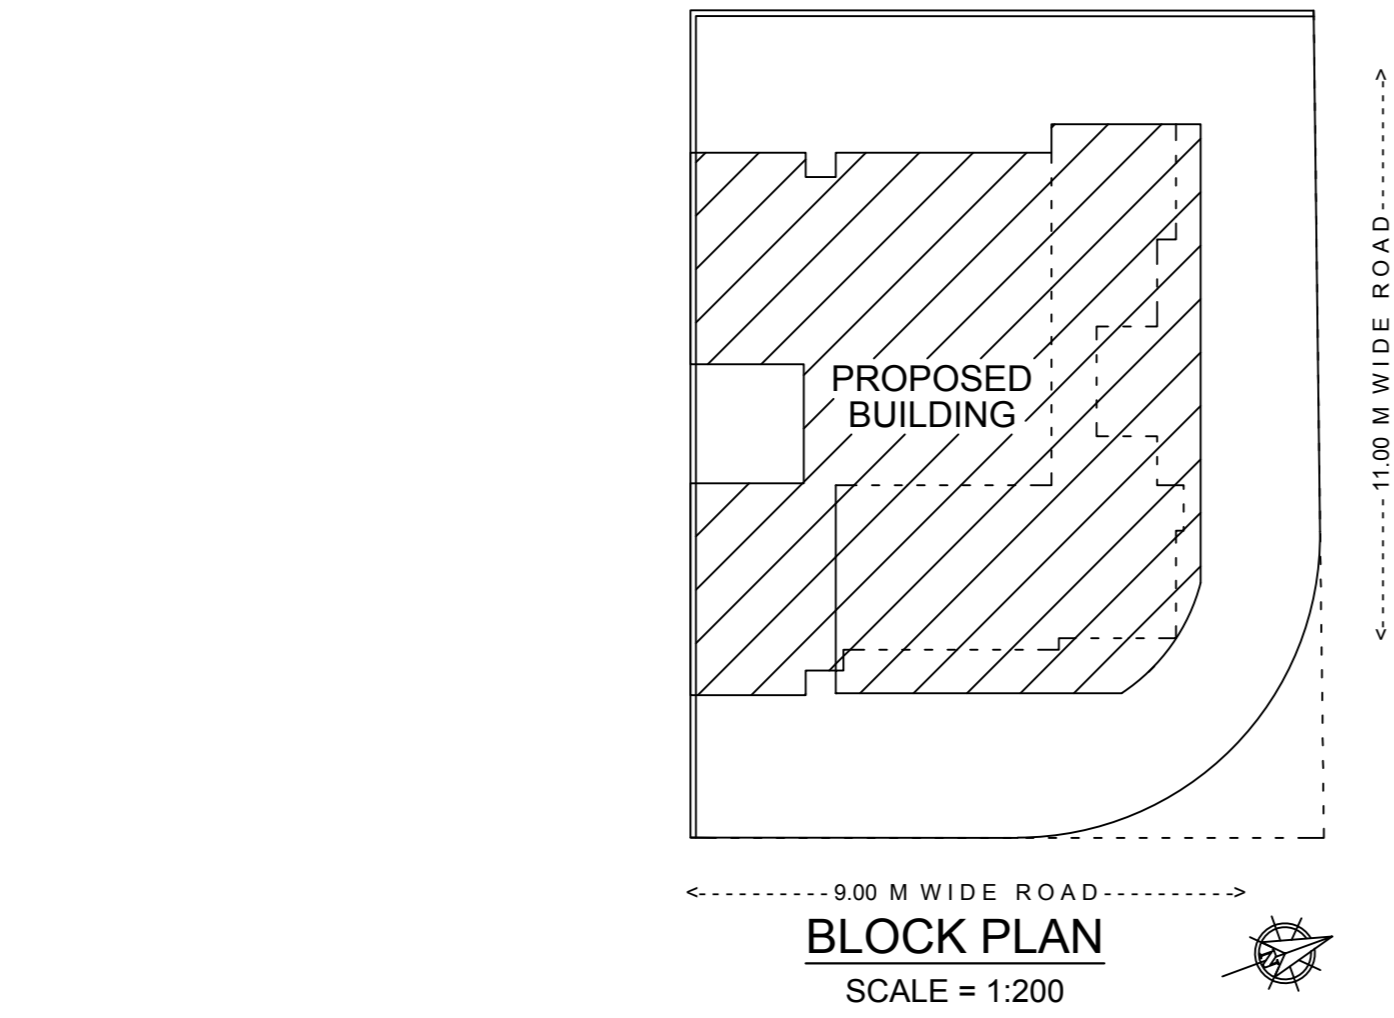 PROPOSED
BUILDING
11.00 M WIDE ROAD
9.00 M WIDE ROAD
BLOCK PLAN
SCALE = 1:200